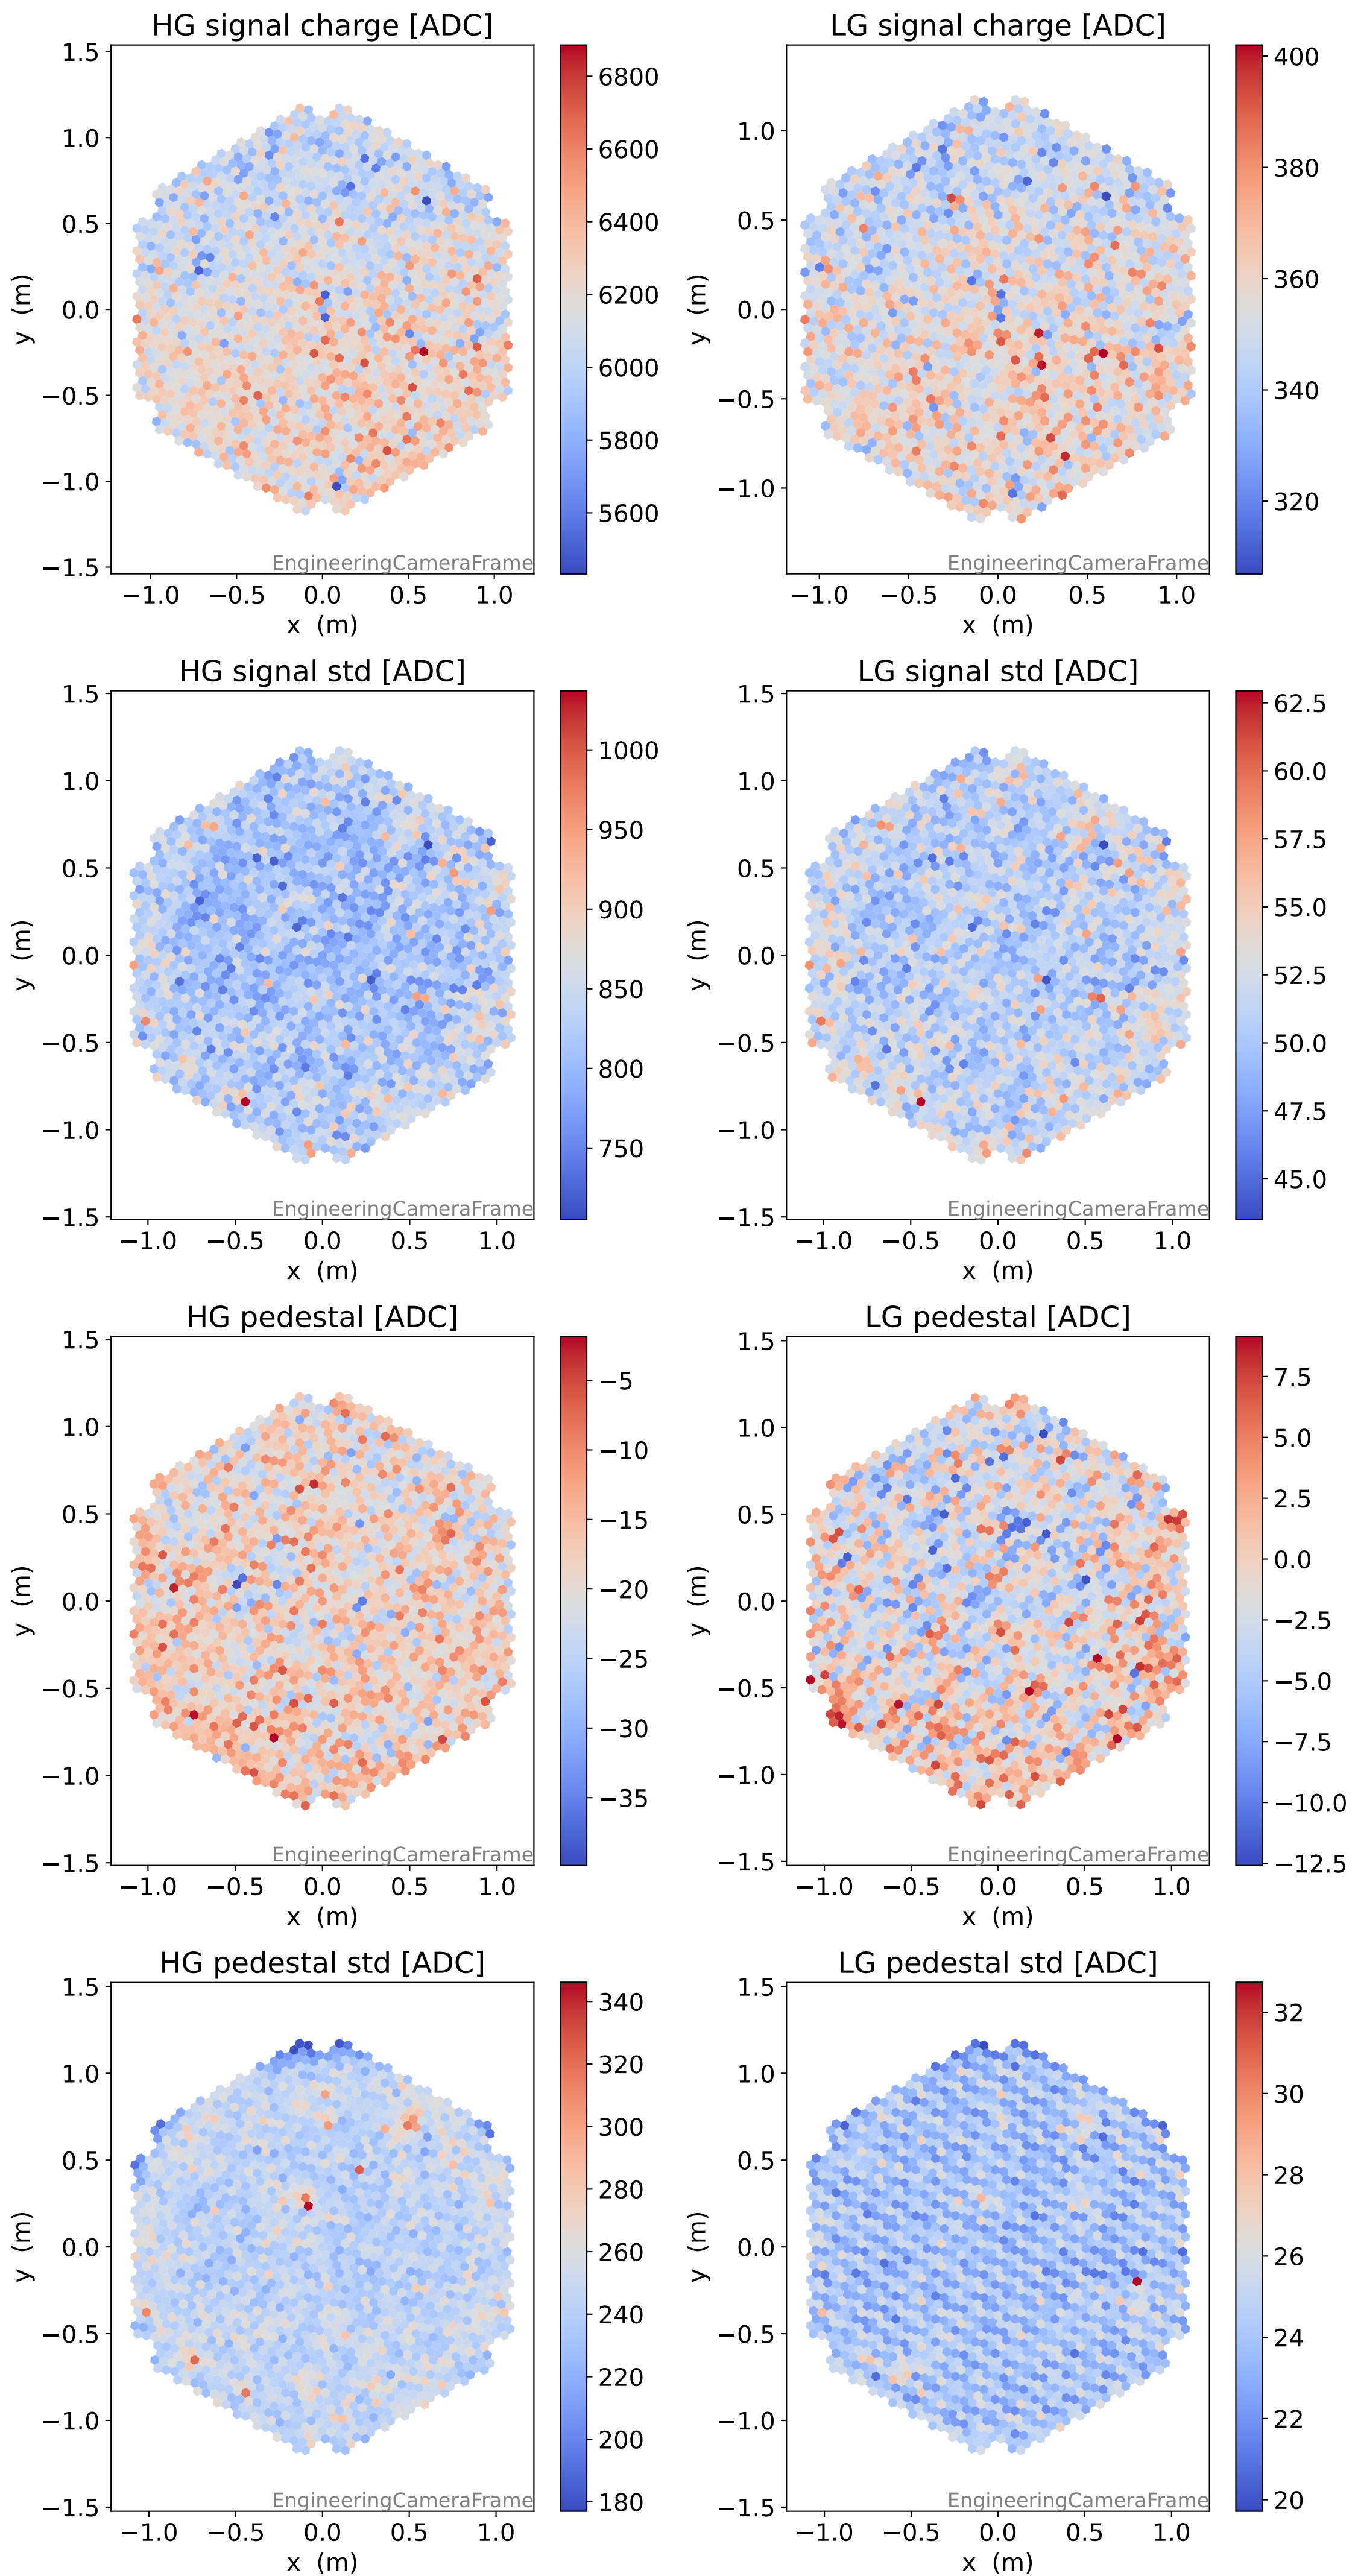 HG signal charge [ADC]
LG signal charge [ADC]
1.5
1.0
0.5
0.0
−0.5
−1.0
−1.5
y (m)
EngineeringCameraFrame
−1.0 −0.5 0.0 0.5 1.0
x (m)
6800
6600
6400
6200
6000
5800
5600
1.0
0.5
0.0
−0.5
−1.0
y (m)
EngineeringCameraFrame
−1.0 −0.5 0.0 0.5 1.0
x (m)
400
380
360
340
320
HG signal std [ADC]
LG signal std [ADC]
1.5
1.0
0.5
0.0
−0.5
−1.0
−1.5
y (m)
EngineeringCameraFrame
−1.0 −0.5 0.0 0.5 1.0
x (m)
1000
950
900
850
800
750
1.5
1.0
0.5
0.0
−0.5
−1.0
−1.5
y (m)
EngineeringCameraFrame
−1.0 −0.5 0.0 0.5 1.0
x (m)
62.5
60.0
57.5
55.0
52.5
50.0
47.5
45.0
HG pedestal [ADC]
LG pedestal [ADC]
1.5
1.0
0.5
0.0
−0.5
−1.0
−1.5
y (m)
EngineeringCameraFrame
−1.0 −0.5 0.0 0.5 1.0
x (m)
−5
−10
−15
−20
−25
−30
−35
1.5
1.0
0.5
0.0
−0.5
−1.0
−1.5
y (m)
EngineeringCameraFrame
−1.0 −0.5 0.0 0.5 1.0
x (m)
7.5
5.0
2.5
0.0
−2.5
−5.0
−7.5
−10.0
−12.5
HG pedestal std [ADC]
LG pedestal std [ADC]
1.5
1.0
0.5
0.0
−0.5
−1.0
−1.5
y (m)
EngineeringCameraFrame
−1.0 −0.5 0.0 0.5 1.0
x (m)
340
320
300
280
260
240
220
200
180
1.5
1.0
0.5
0.0
−0.5
−1.0
−1.5
y (m)
EngineeringCameraFrame
−1.0 −0.5 0.0 0.5 1.0
x (m)
32
30
28
26
24
22
20